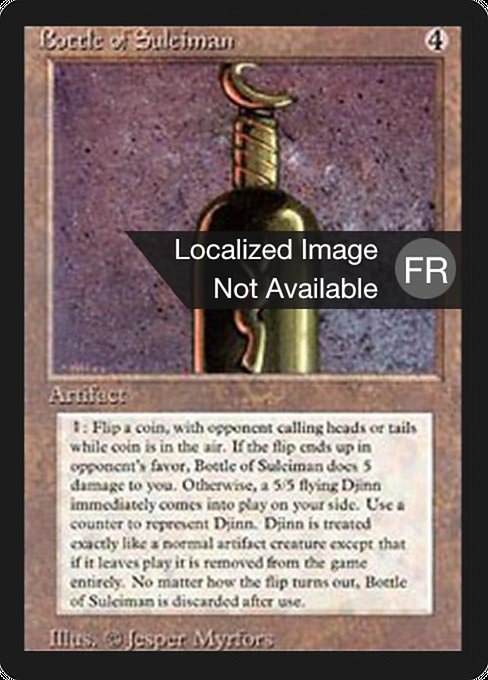 Bottle of Suleiman 4
Localized Image
Not Available
FR
Artifact
1: Flip a coin, with opponent calling heads or tails
while coin is in the air. If the flip ends up in
opponent's favor, Bottle of Suleiman does 5
damage to you. Otherwise, a 5/5 flying Djinn
immediately comes into play on your side. Use a
counter to represent Djinn. Djinn is treated
exactly like a normal artifact creature except that
if it leaves play it is removed from the game
entirely. No matter how the flip turns out, Bottle
of Suleiman is discarded after use.
Illus. © Jesper Myrfors